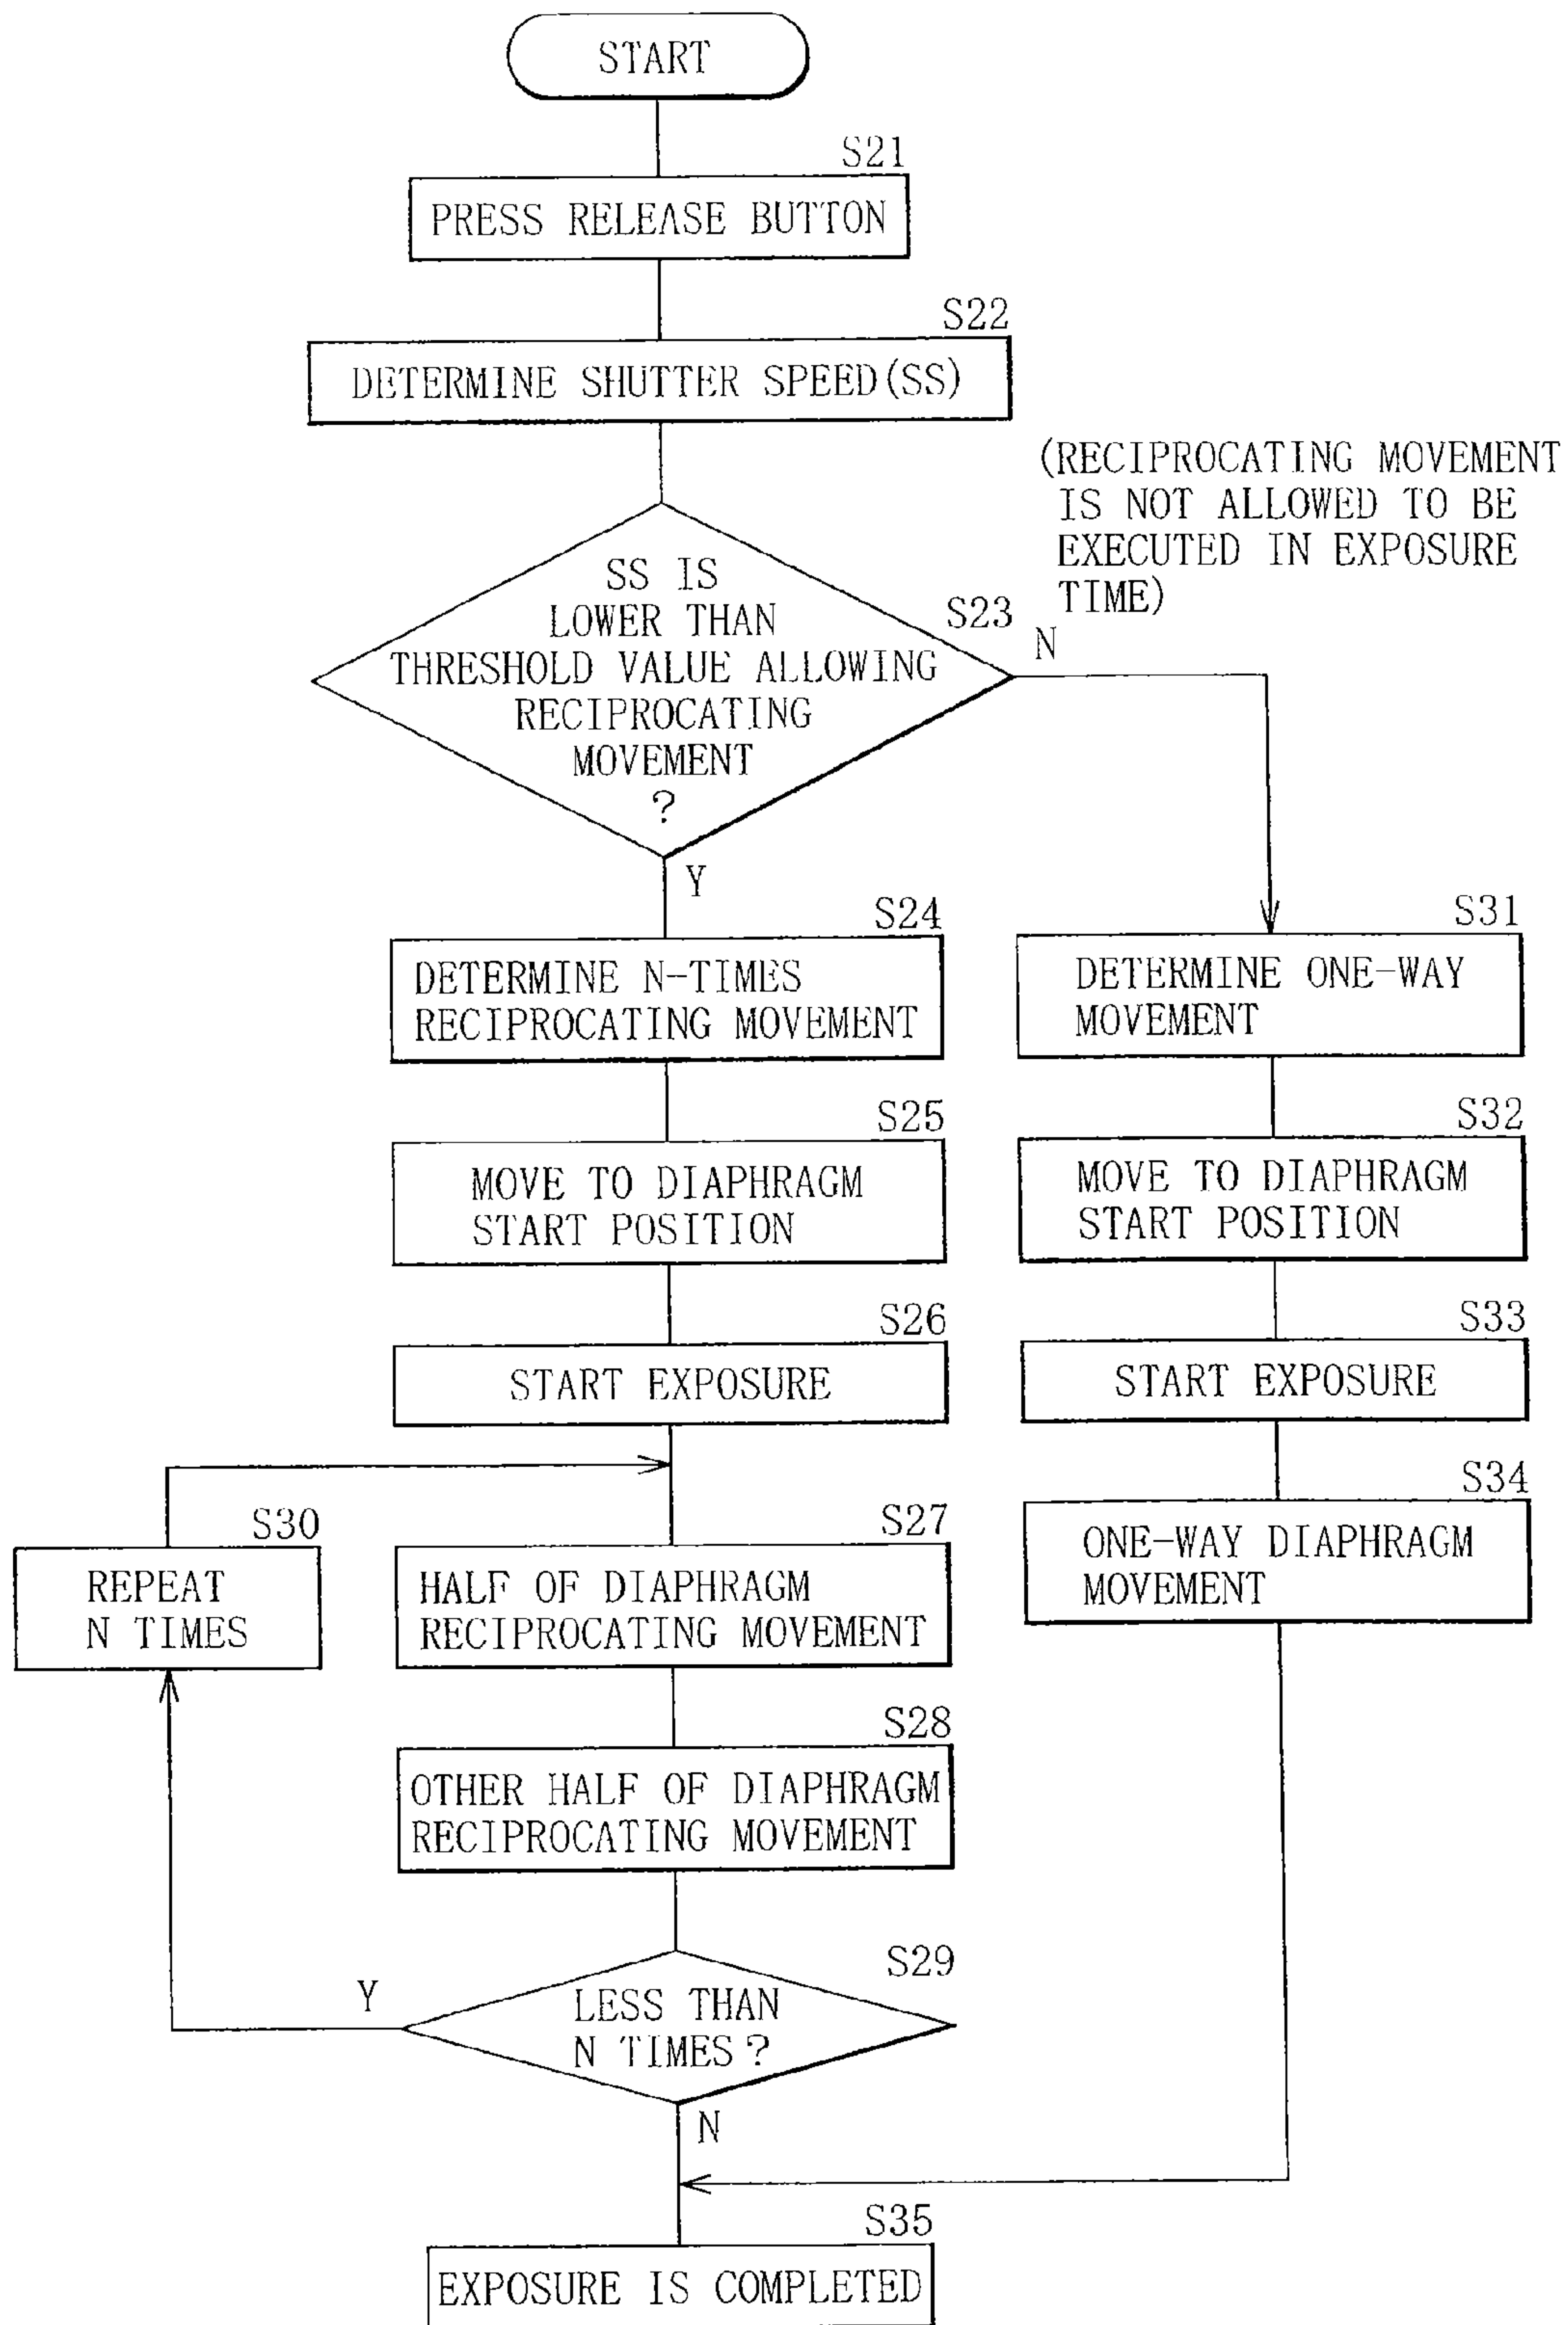 START
S21
PRESS RELEASE BUTTON
S22
DETERMINE SHUTTER SPEED(SS)
(RECIPROCATING MOVEMENT
IS NOT ALLOWED TO BE
EXECUTED IN EXPOSURE
TIME)
S23
SS IS
LOWER THAN
THRESHOLD VALUE ALLOWING
RECIPROCATING
MOVEMENT
?
N
Y
S24
DETERMINE N-TIMES
RECIPROCATING MOVEMENT
S31
DETERMINE ONE-WAY
MOVEMENT
S25
MOVE TO DIAPHRAGM
START POSITION
S32
MOVE TO DIAPHRAGM
START POSITION
S26
START EXPOSURE
S33
START EXPOSURE
S30
REPEAT
N TIMES
S27
HALF OF DIAPHRAGM
RECIPROCATING MOVEMENT
S34
ONE-WAY DIAPHRAGM
MOVEMENT
S28
OTHER HALF OF DIAPHRAGM
RECIPROCATING MOVEMENT
S29
LESS THAN
N TIMES?
Y
N
S35
EXPOSURE IS COMPLETED